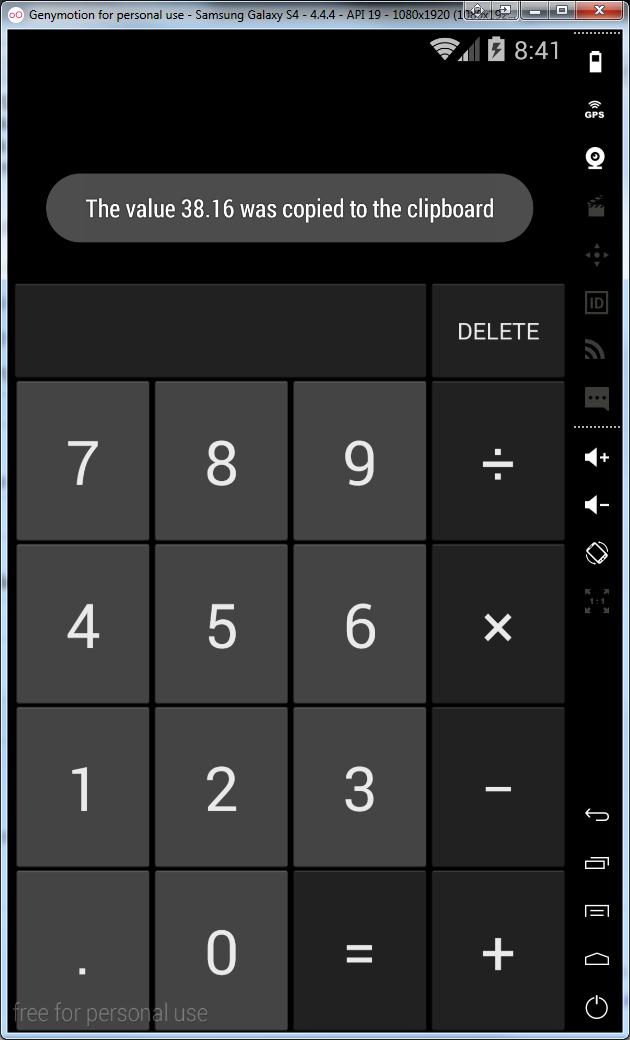 Genymotion for personal use - Samsung Galaxy S4 - 4.4.4 - API 19 - 1080x1920
8:41
GPS
The value 38.16 was copied to the clipboard
ID
DELETE
7 8 9 ÷
4 5 6 ×
1:1
1 2 3 −
. 0 = +
free for personal use